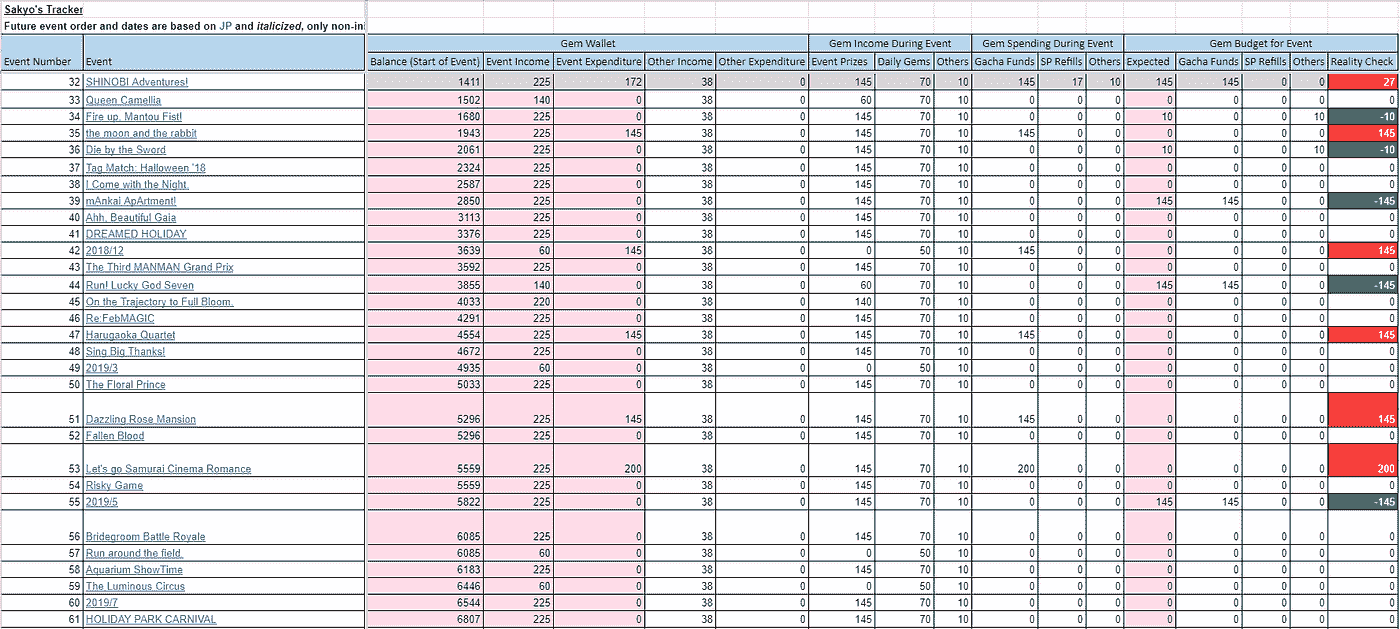 Sakyo's Tracker
Future event order and dates are based on JP and italicized, only non-in
Gem Wallet Gem Income During Event Gem Spending During Event Gem Budget for Event
Event Number Event Balance (Start of Event) Event Income Event Expenditure Other Income Other Expenditure Event Prizes Daily Gems Others Gacha Funds SP Refills Others Expected Gacha Funds SP Refills Others Reality Check
32 SHINOBI Adventures! 1411 225 172 38 0 145 70 10 145 17 10 145 145 0 0 27
33 Queen Camellia 1502 140 0 38 0 60 70 10 0 0 0 0 0 0 0 0
34 Fire up, Mantou Fist! 1680 225 0 38 0 145 70 10 0 0 0 10 0 0 10 -10
35 the moon and the rabbit 1943 225 145 38 0 145 70 10 145 0 0 0 0 0 0 145
36 Die by the Sword 2061 225 0 38 0 145 70 10 0 0 0 10 0 0 10 -10
37 Tag Match: Halloween '18 2324 225 0 38 0 145 70 10 0 0 0 0 0 0 0 0
38 I Come with the Night. 2587 225 0 38 0 145 70 10 0 0 0 0 0 0 0 0
39 mAnkai ApArtment! 2850 225 0 38 0 145 70 10 0 0 0 145 145 0 0 -145
40 Ahh, Beautiful Gaia 3113 225 0 38 0 145 70 10 0 0 0 0 0 0 0 0
41 DREAMED HOLIDAY 3376 225 0 38 0 145 70 10 0 0 0 0 0 0 0 0
42 2018/12 3639 60 145 38 0 0 50 10 145 0 0 0 0 0 0 145
43 The Third MANMAN Grand Prix 3592 225 0 38 0 145 70 10 0 0 0 0 0 0 0 0
44 Run! Lucky God Seven 3855 140 0 38 0 60 70 10 0 0 0 145 145 0 0 -145
45 On the Trajectory to Full Bloom. 4033 220 0 38 0 140 70 10 0 0 0 0 0 0 0 0
46 Re:FebMAGIC 4291 225 0 38 0 145 70 10 0 0 0 0 0 0 0 0
47 Harugaoka Quartet 4554 225 145 38 0 145 70 10 145 0 0 0 0 0 0 145
48 Sing Big Thanks! 4672 225 0 38 0 145 70 10 0 0 0 0 0 0 0 0
49 2019/3 4935 60 0 38 0 0 50 10 0 0 0 0 0 0 0 0
50 The Floral Prince 5033 225 0 38 0 145 70 10 0 0 0 0 0 0 0 0
51 Dazzling Rose Mansion 5296 225 145 38 0 145 70 10 145 0 0 0 0 0 0 145
52 Fallen Blood 5296 225 0 38 0 145 70 10 0 0 0 0 0 0 0 0
53 Let's go Samurai Cinema Romance 5559 225 200 38 0 145 70 10 200 0 0 0 0 0 0 200
54 Risky Game 5559 225 0 38 0 145 70 10 0 0 0 0 0 0 0 0
55 2019/5 5822 225 0 38 0 145 70 10 0 0 0 145 145 0 0 -145
56 Bridegroom Battle Royale 6085 225 0 38 0 145 70 10 0 0 0 0 0 0 0 0
57 Run around the field. 6085 60 0 38 0 0 50 10 0 0 0 0 0 0 0 0
58 Aquarium ShowTime 6183 225 0 38 0 145 70 10 0 0 0 0 0 0 0 0
59 The Luminous Circus 6446 60 0 38 0 0 50 10 0 0 0 0 0 0 0 0
60 2019/7 6544 225 0 38 0 145 70 10 0 0 0 0 0 0 0 0
61 HOLIDAY PARK CARNIVAL 6807 225 0 38 0 145 70 10 0 0 0 0 0 0 0 0